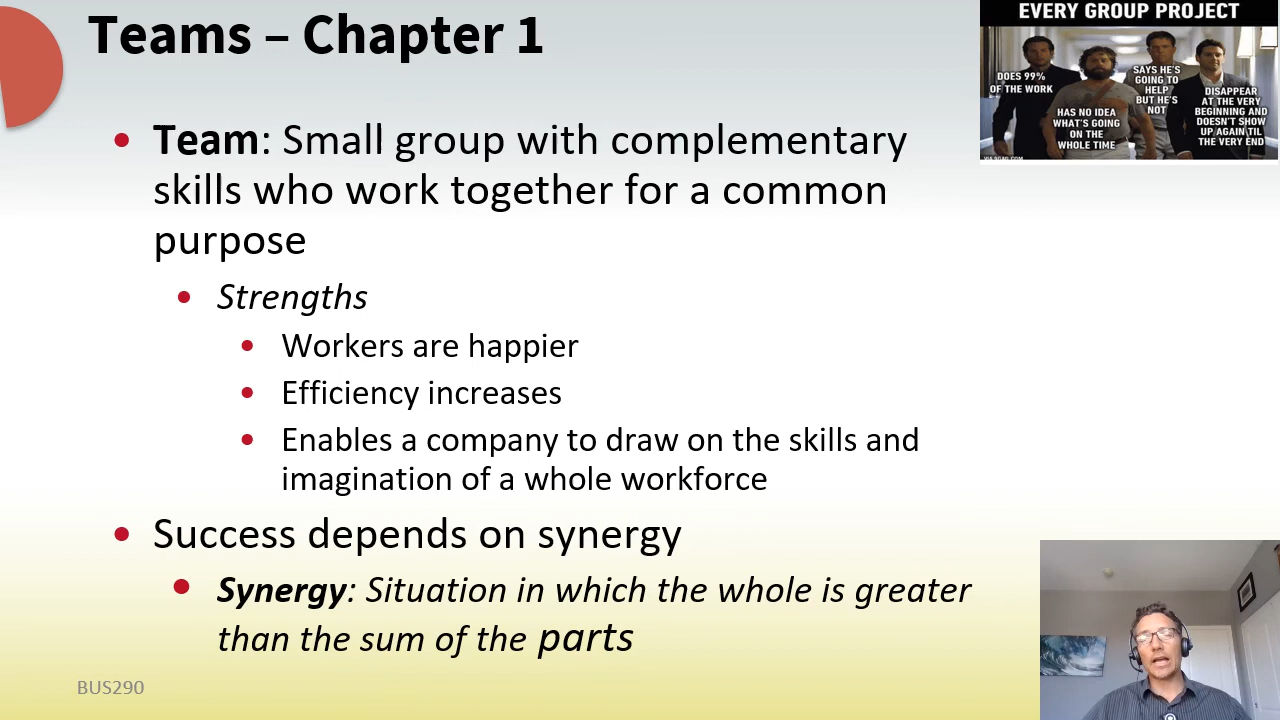 Teams – Chapter 1
EVERY GROUP PROJECT
DOES 99%
OF THE WORK
HAS NO IDEA
WHAT'S GOING
ON THE
WHOLE TIME
SAYS HE'S
GOING TO
HELP
BUT HE'S
NOT
DISAPPEAR
AT THE VERY
BEGINNING AND
DOESN'T SHOW
UP AGAIN TIL
THE VERY END
VIA 9GAG.COM
• Team: Small group with complementary
skills who work together for a common
purpose
• Strengths
• Workers are happier
• Efficiency increases
• Enables a company to draw on the skills and
imagination of a whole workforce
• Success depends on synergy
• Synergy: Situation in which the whole is greater
than the sum of the parts
BUS290